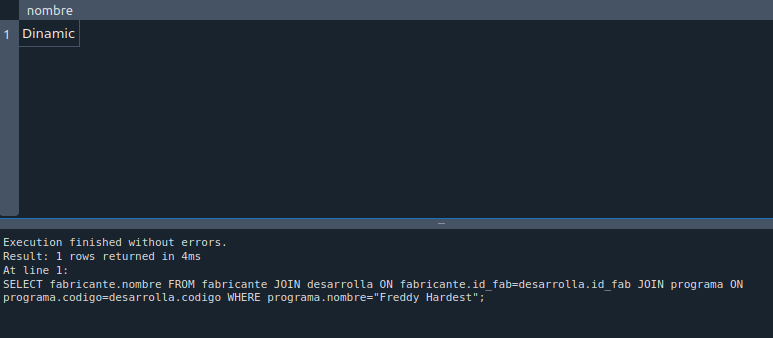 nombre
1 Dinamic
Execution finished without errors.
Result: 1 rows returned in 4ms
At line 1:
SELECT fabricante.nombre FROM fabricante JOIN desarrolla ON fabricante.id_fab=desarrolla.id_fab JOIN programa ON
programa.codigo=desarrolla.codigo WHERE programa.nombre="Freddy Hardest";